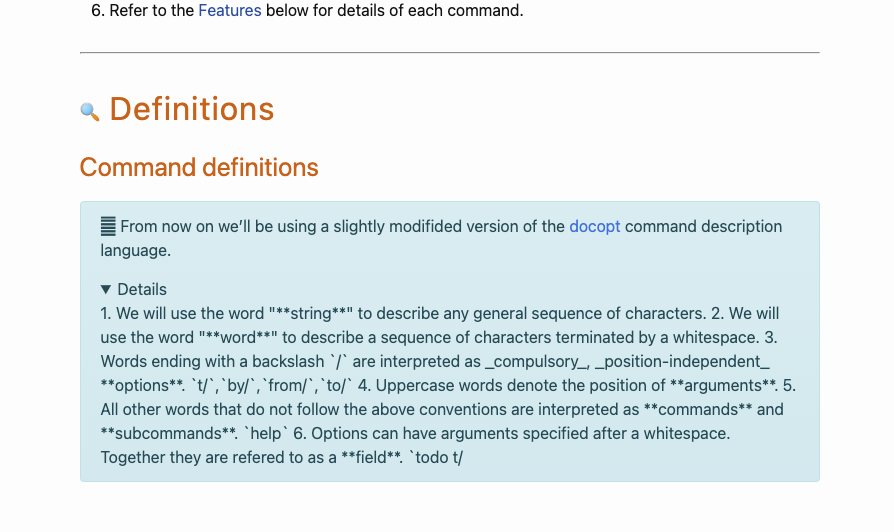 6. Refer to the Features below for details of each command.
Definitions
Command definitions
From now on we’ll be using a slightly modifided version of the docopt command description
language.
▼ Details
1. We will use the word "**string**" to describe any general sequence of characters. 2. We will
use the word "**word**" to describe a sequence of characters terminated by a whitespace. 3.
Words ending with a backslash `/` are interpreted as _compulsory_, _position-independent_
**options**. `t/`,`by/`,`from/`,`to/` 4. Uppercase words denote the position of **arguments**. 5.
All other words that do not follow the above conventions are interpreted as **commands** and
**subcommands**. `help` 6. Options can have arguments specified after a whitespace.
Together they are refered to as a **field**. `todo t/